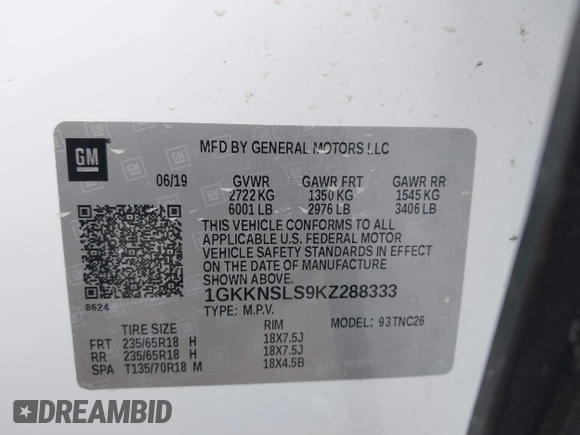 GM
MFD BY GENERAL MOTORS LLC
06/19 GVWR GAWR FRT GAWR RR
2722 KG 1350 KG 1545 KG
6001 LB 2976 LB 3406 LB
THIS VEHICLE CONFORMS TO ALL
APPLICABLE U.S. FEDERAL MOTOR
VEHICLE SAFETY STANDARDS IN EFFECT
ON THE DATE OF MANUFACTURE
SHOWN ABOVE.
8624
1GKKNSLS9KZ288333
TYPE: M.P.V. MODEL: 93TNC26
TIRE SIZE RIM
FRT 235/65R18 H 18X7.5J
RR 235/65R18 H 18X7.5J
SPA T135/70R18 M 18X4.5B
DREAMBID